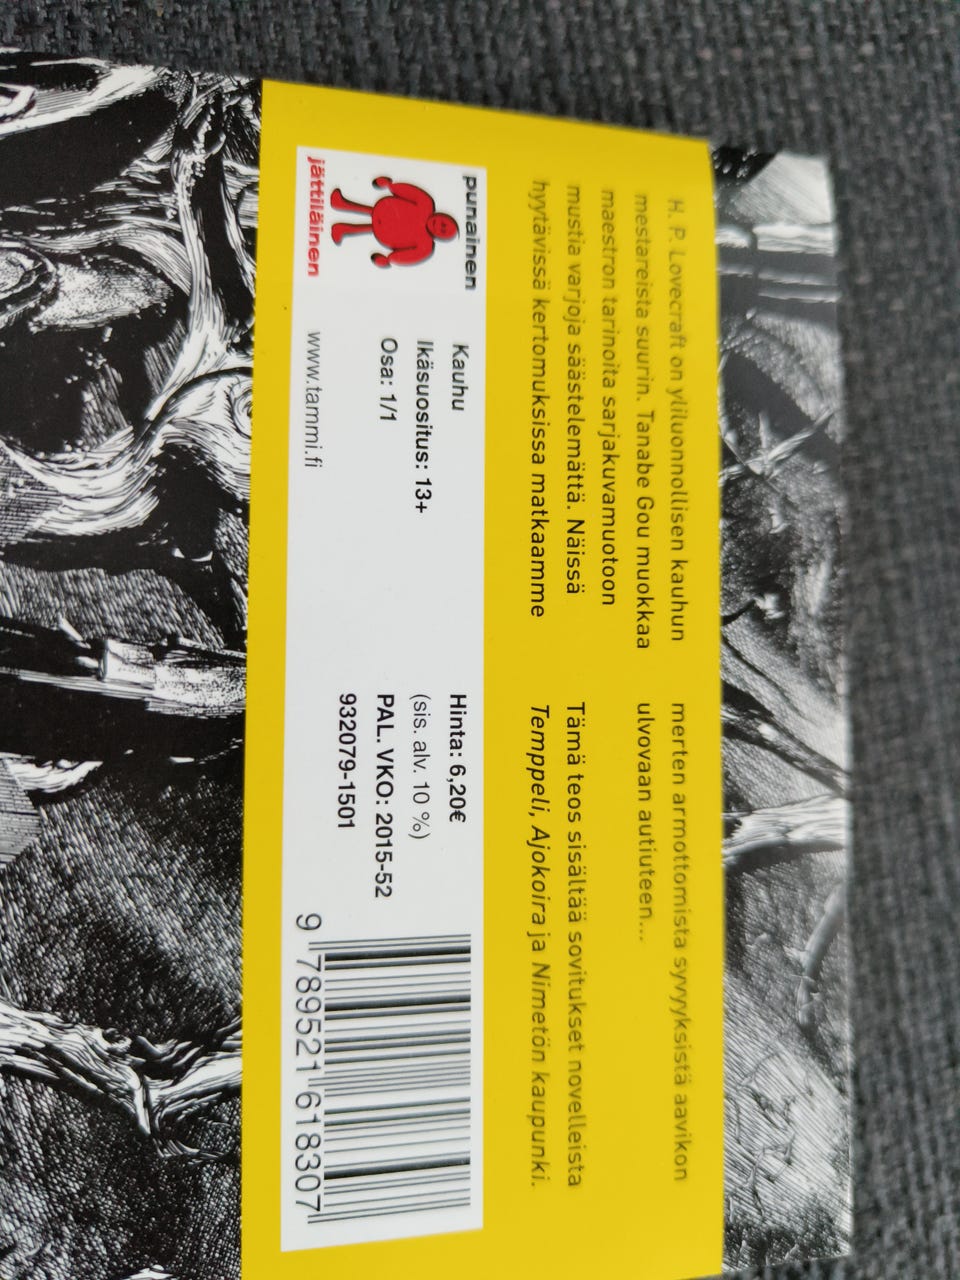 H. P. Lovecraft on yliluonnollisen kauhun
mestareista suurin. Tanabe Gou muokkaa
maestron tarinoita sarjakuvamuotoon
mustia varjoja säästelemättä. Näissä
hyytävissä kertomuksissa matkaamme
merten armottomista syvyyksistä aavikon
ulvovaan autiuteen...
Tämä teos sisältää sovitukset novelleista
Temppeli, Ajokoira ja Nimetön kaupunki.
punainen
jättiläinen
Kauhu
Ikäsuositus: 13+
Osa: 1/1
www.tammi.fi
Hinta: 6,20€
(sis. alv. 10 %)
PAL. VKO: 2015-52
932079-1501
9 789521 618307